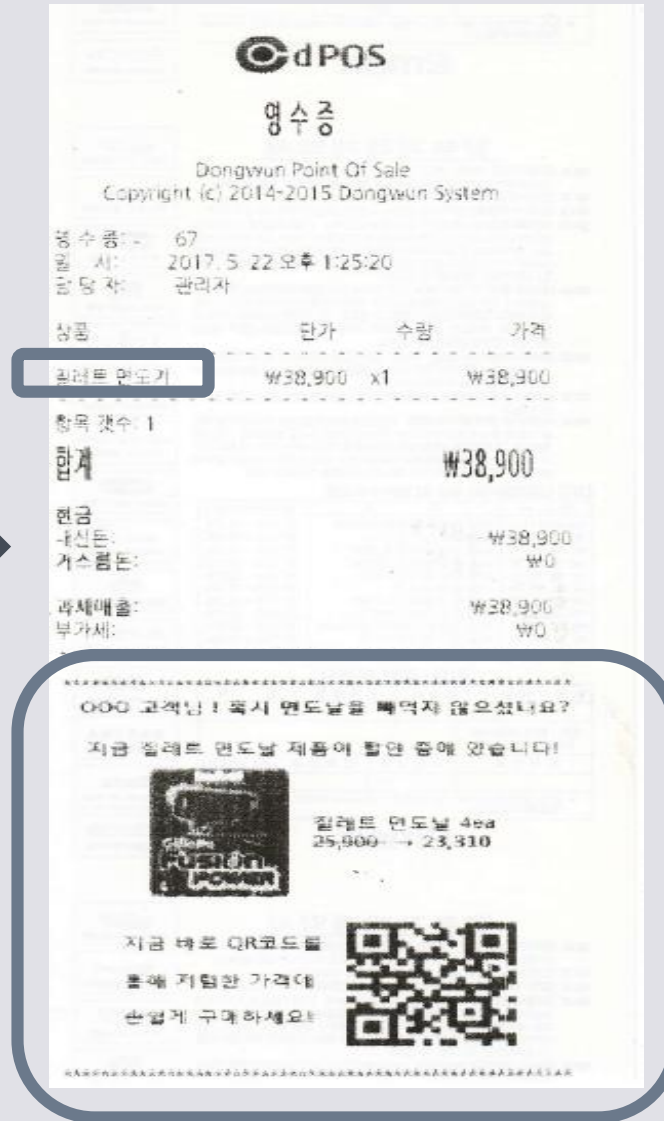 dPOS
영수증
Dongwun Point Of Sale
Copyright (c) 2014-2015 Dongwun System
영수증: 67
일 시: 2017. 5. 22 오후 1:25:20
담당자: 관리자
상품 단가 수량 가격
질레트 면도기 ₩38,900 x1 ₩38,900
항목 갯수: 1
합계 ₩38,900
현금
내신돈: ₩38,900
거스름돈: ₩0
과세매출: ₩38,900
부가세: ₩0
OOO 고객님! 혹시 면도날을 빼먹지 않으셨나요?
지금 질레트 면도날 제품이 할인 중에 있습니다!
Fusion
POWER
질레트 면도날 4ea
25,900 → 23,310
지금 바로 QR코드를
통해 저렴한 가격에
손쉽게 구매하세요!